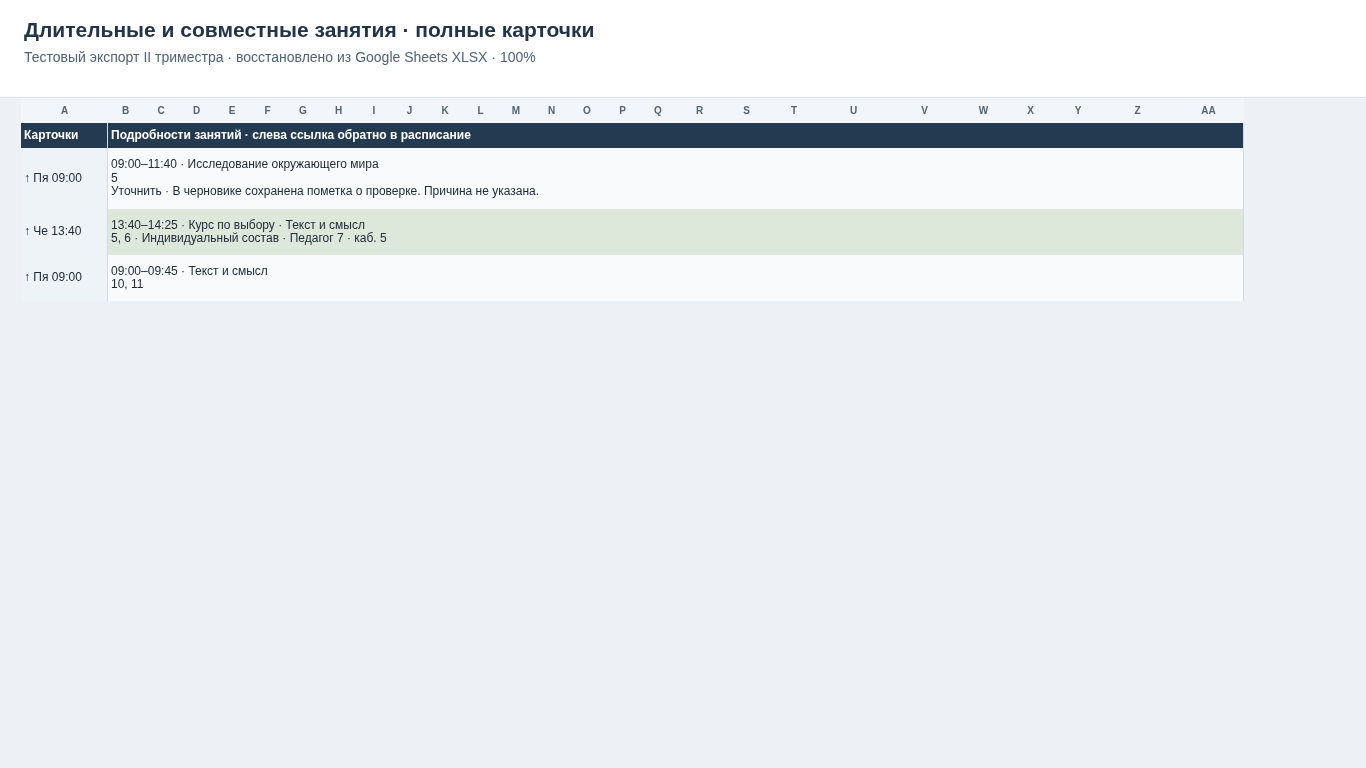 Длительные и совместные занятия · полные карточки
Тестовый экспорт II триместра · восстановлено из Google Sheets XLSX · 100%
A B C D E F G H I J K L M N O P Q R S T U V W X Y Z AA
Карточки Подробности занятий · слева ссылка обратно в расписание
↑ Пя 09:00
09:00–11:40 · Исследование окружающего мира
5
Уточнить · В черновике сохранена пометка о проверке. Причина не указана.
↑ Че 13:40
13:40–14:25 · Курс по выбору · Текст и смысл
5, 6 · Индивидуальный состав · Педагог 7 · каб. 5
↑ Пя 09:00
09:00–09:45 · Текст и смысл
10, 11